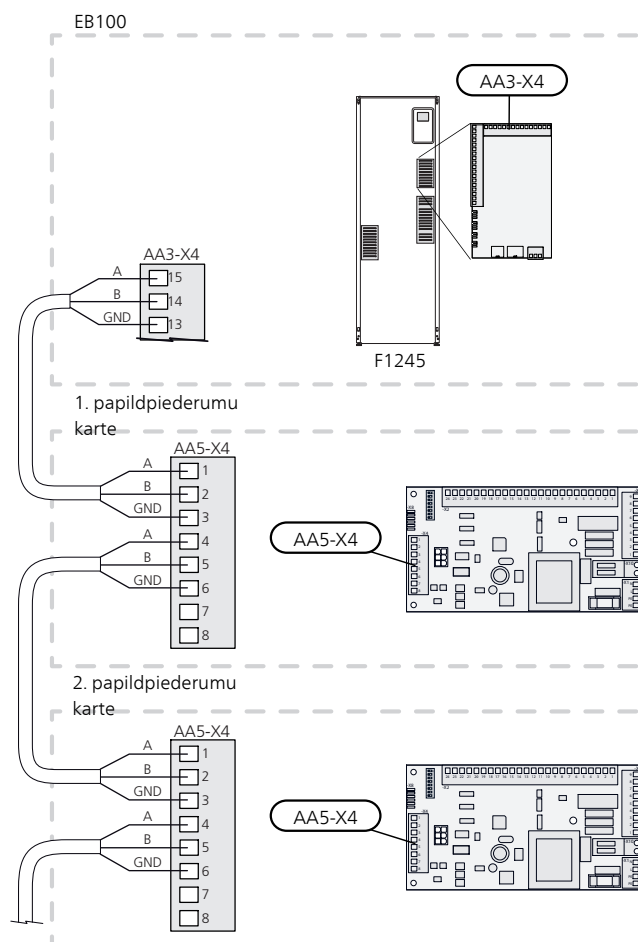 EB100
AA3-X4
F1245
AA3-X4
A
15
B
14
GND
13
1. papildpiederumu
karte
AA5-X4
A
1
B
2
GND
3
A
4
B
5
GND
6
7
8
AA5-X4
2. papildpiederumu
karte
AA5-X4
A
1
B
2
GND
3
A
4
B
5
GND
6
7
8
AA5-X4